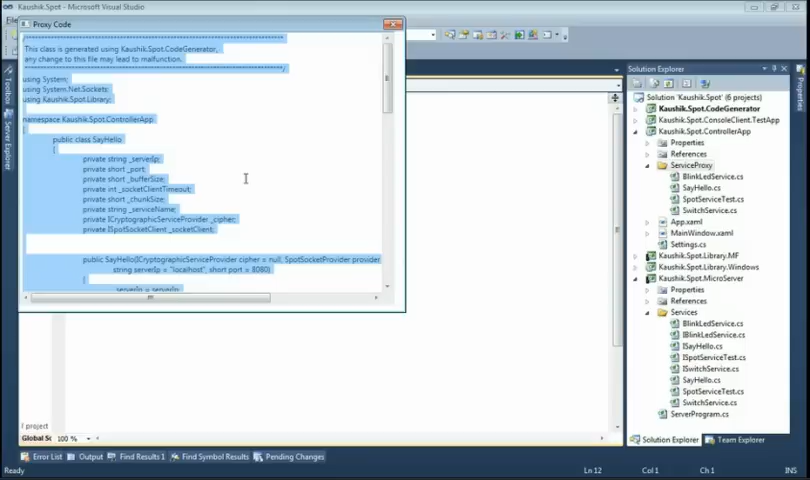 Kaushik.Spot - Microsoft Visual Studio
Proxy Code
This class is generated using Kaushik.Spot.CodeGenerator,
any change to this file may lead to malfunction.
using System;
using System.Net.Sockets;
using Kaushik.Spot.Library;
namespace Kaushik.Spot.ControllerApp
{
public class SayHello
{
private string _serverIp;
private short _port;
private short _bufferSize;
private int _socketClientTimeout;
private short _chunkSize;
private string _serviceName;
private ICryptographicServiceProvider _cipher;
private ISpotSocketClient _socketClient;
public SayHello(ICryptographicServiceProvider cipher = null, SpotSocketProvider provider
string serverIp = "localhost", short port = 8080)
{
Toolbox
Server Explorer
Solution Explorer
Solution 'Kaushik.Spot' (6 projects)
Kaushik.Spot.CodeGenerator
Kaushik.Spot.ConsoleClient.TestApp
Kaushik.Spot.ControllerApp
Properties
References
ServiceProxy
BlinkLedService.cs
SayHello.cs
SpotServiceTest.cs
SwitchService.cs
App.xaml
MainWindow.xaml
Settings.cs
Kaushik.Spot.Library.MF
Kaushik.Spot.Library.Windows
Kaushik.Spot.MicroServer
Properties
References
Services
BlinkLedService.cs
IBlinkLedService.cs
ISayHello.cs
ISpotServiceTest.cs
ISwitchService.cs
SayHello.cs
SpotServiceTest.cs
SwitchService.cs
ServerProgram.cs
Properties
Solution Explorer Team Explorer
project
Global Sc 100 %
Error List Output Find Results 1 Find Symbol Results Pending Changes
Ready Ln 12 Col 1 Ch 1 INS